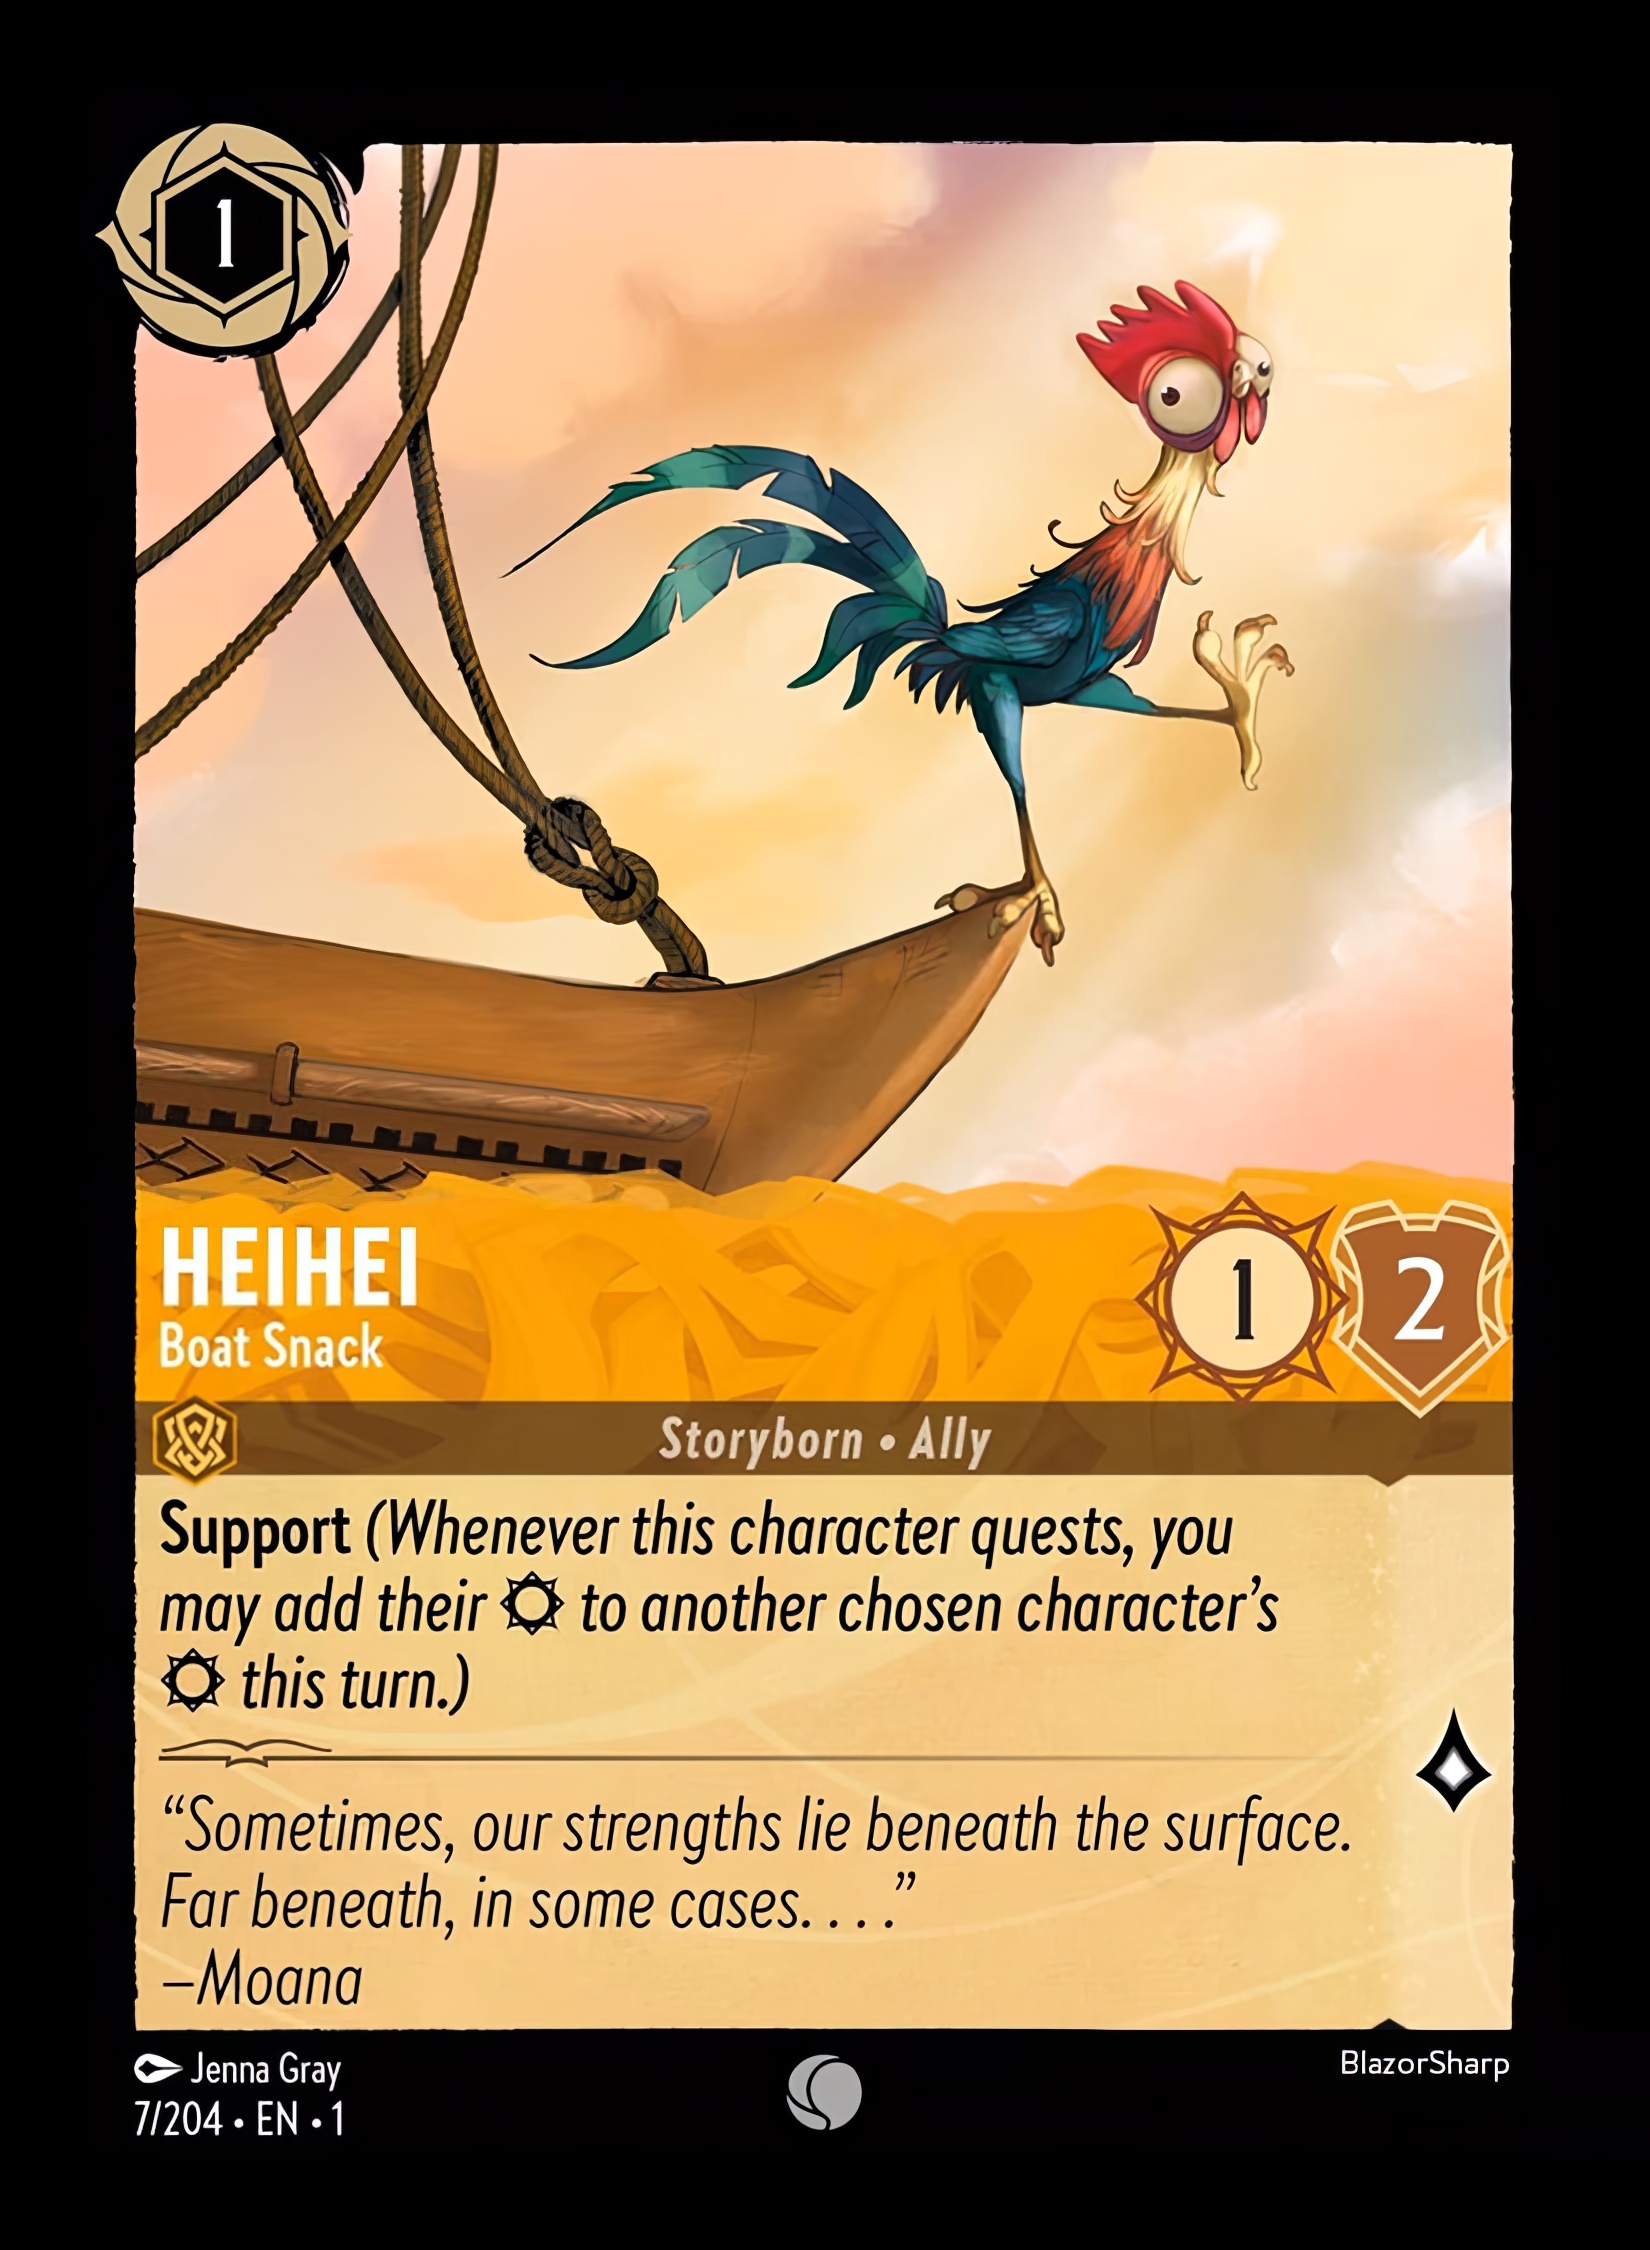 1
HEIHEI
Boat Snack
1
2
Storyborn • Ally
Support (Whenever this character quests, you
may add their to another chosen character’s
this turn.)
“Sometimes, our strengths lie beneath the surface.
Far beneath, in some cases. . . .”
–Moana
Jenna Gray
BlazorSharp
7/204 • EN • 1